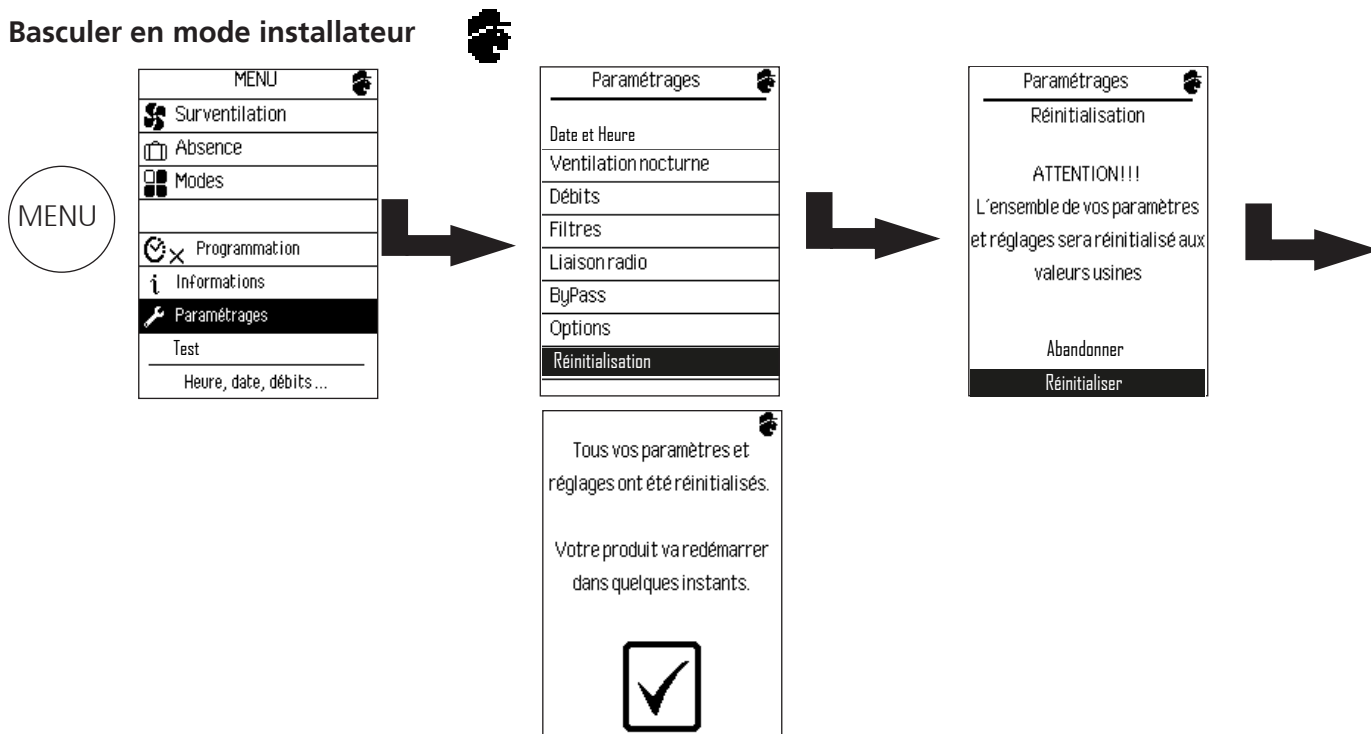 Basculer en mode installateur
MENU
MENU
Surventilation
Absence
Modes
Programmation
i Informations
Paramétrages
Test
Heure, date, débits ...
Paramétrages
Date et Heure
Ventilation nocturne
Débits
Filtres
Liaison radio
ByPass
Options
Réinitialisation
Paramétrages
Réinitialisation
ATTENTION!!!
L'ensemble de vos paramètres
et réglages sera réinitialisé aux
valeurs usines
Abandonner
Réinitialiser
Tous vos paramètres et
réglages ont été réinitialisés.
Votre produit va redémarrer
dans quelques instants.